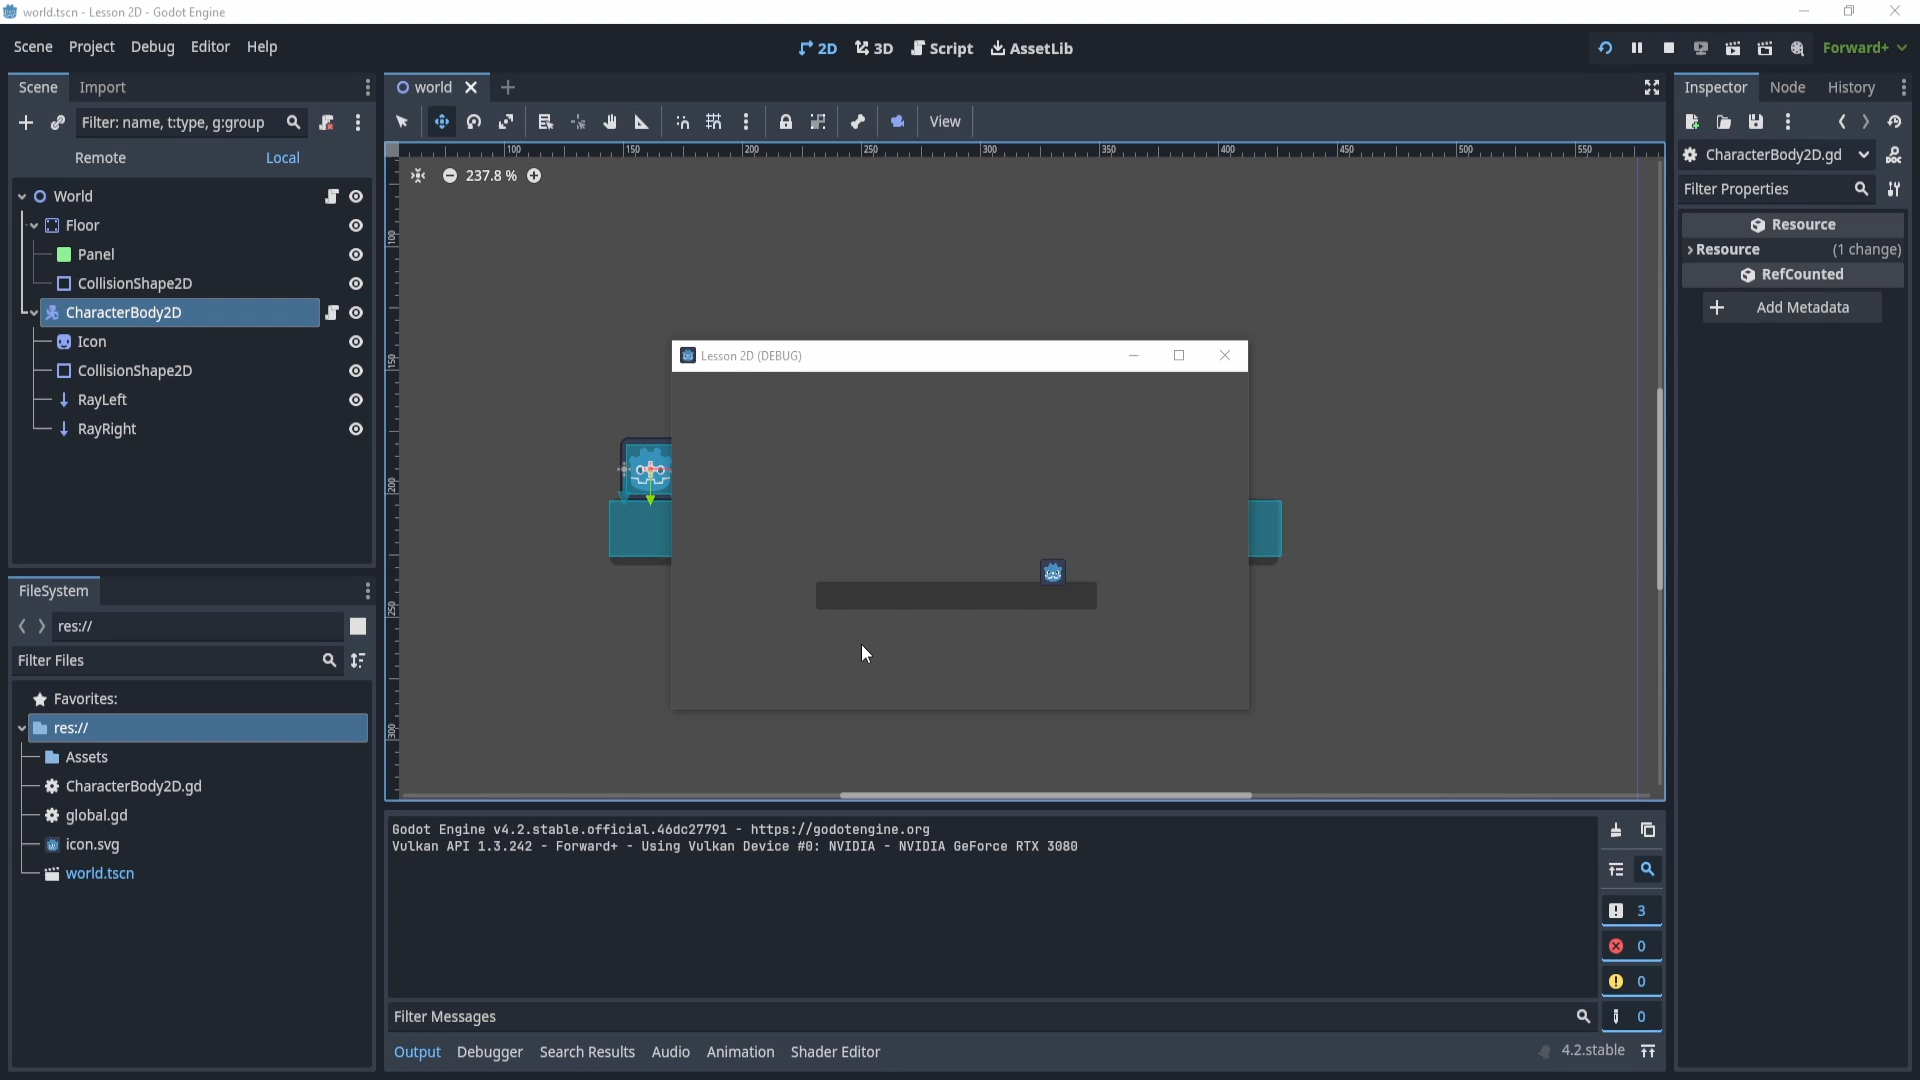 world.tscn - Lesson 2D - Godot Engine
Scene Project Debug Editor Help
2D 3D Script AssetLib
Forward+
Scene Import
world
Inspector Node History
Filter: name, t:type, g:group
View
Remote Local
CharacterBody2D.gd
DOC
Filter Properties
237.8 %
100 150 200 250 300 350 400 450 500 550
100
150
200
250
300
World
Floor
Panel
CollisionShape2D
CharacterBody2D
Icon
CollisionShape2D
RayLeft
RayRight
Resource
Resource (1 change)
RefCounted
Add Metadata
Lesson 2D (DEBUG)
FileSystem
res://
Filter Files
Favorites:
res://
Assets
CharacterBody2D.gd
global.gd
icon.svg
world.tscn
Godot Engine v4.2.stable.official.46dc27791 - https://godotengine.org
Vulkan API 1.3.242 - Forward+ - Using Vulkan Device #0: NVIDIA - NVIDIA GeForce RTX 3080
3
0
0
0
Filter Messages
Output Debugger Search Results Audio Animation Shader Editor
4.2.stable